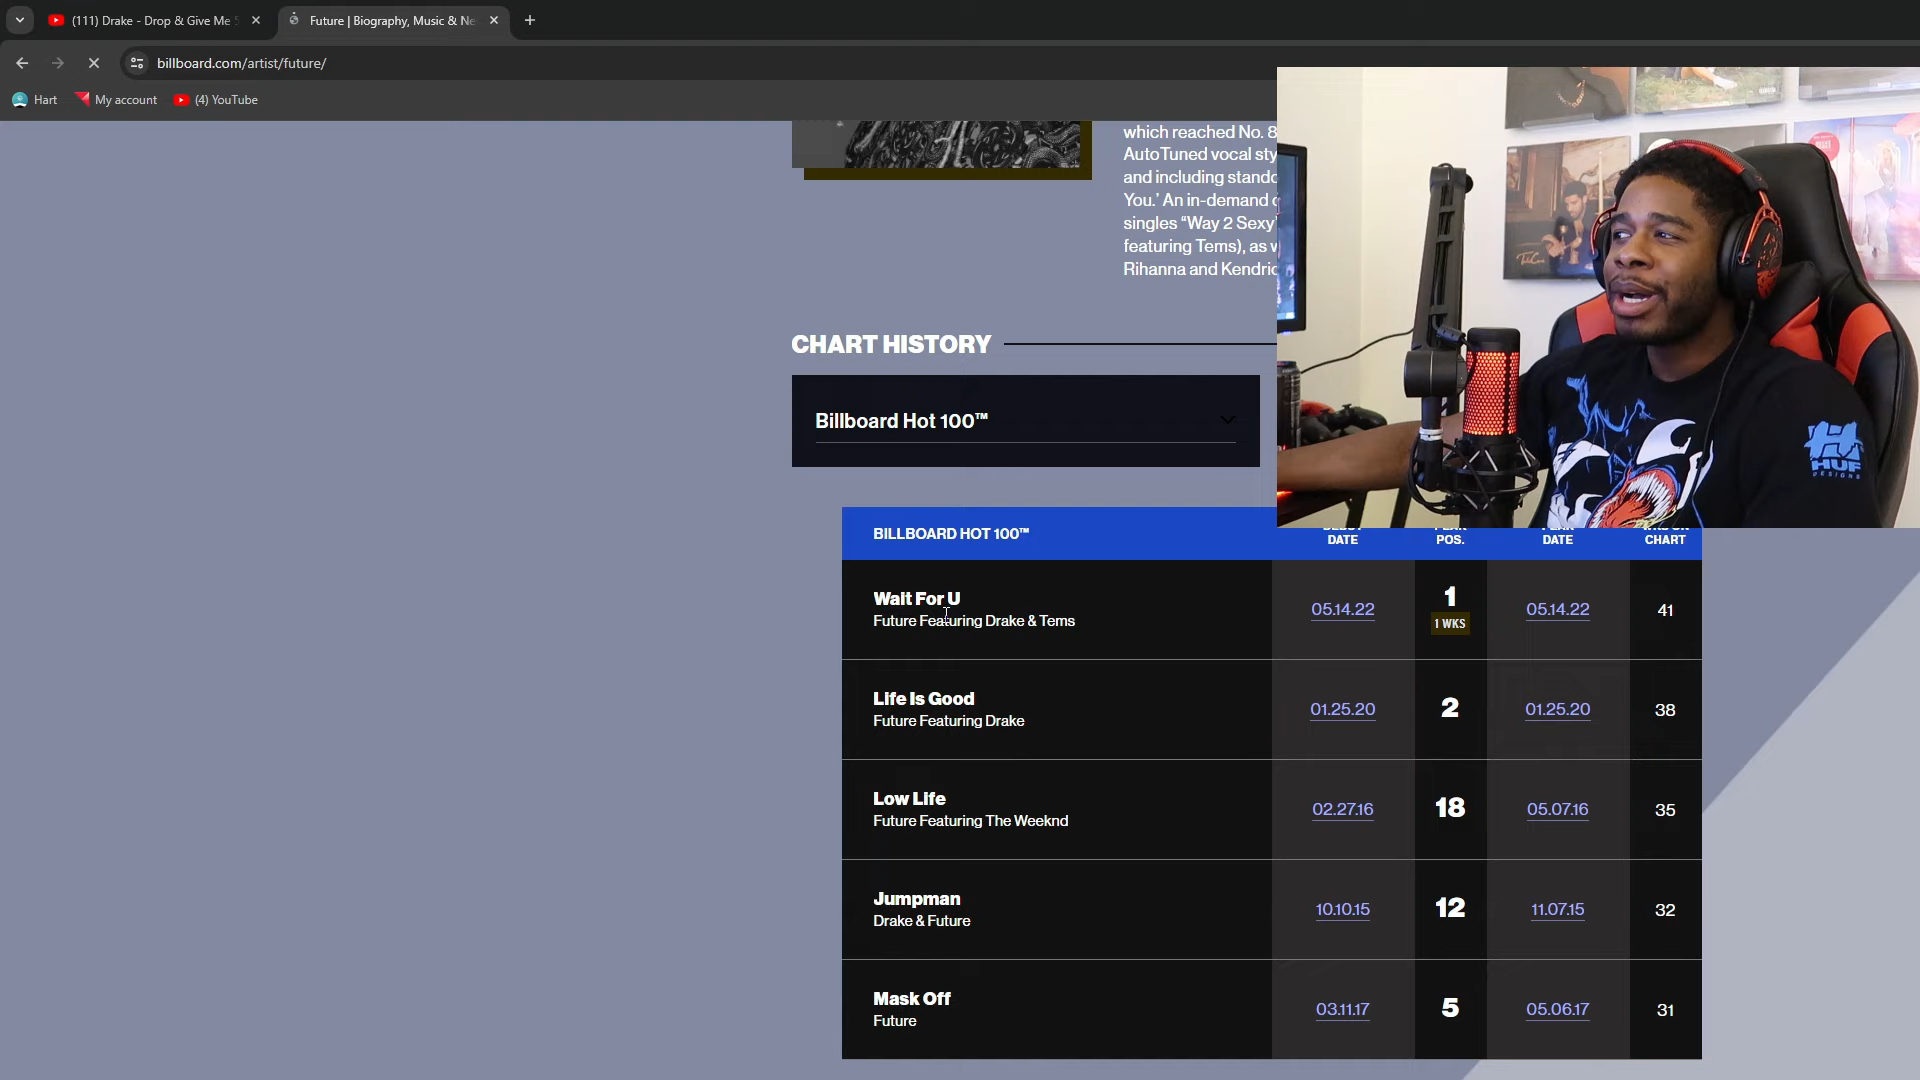 (111) Drake - Drop & Give Me
Future | Biography, Music & Ne
billboard.com/artist/future/
Hart
My account
(4) YouTube
which reached No. 8
AutoTuned vocal sty
and including stando
You.’ An in-demand
singles “Way 2 Sexy
featuring Tems), as w
Rihanna and Kendric
CHART HISTORY
Billboard Hot 100™
HUF
DESIGNS
BILLBOARD HOT 100™
DATE
POS.
DATE
CHART
Wait For U
Future Featuring Drake & Tems
05.14.22
1
1 WKS
05.14.22
41
Life Is Good
Future Featuring Drake
01.25.20
2
01.25.20
38
Low Life
Future Featuring The Weeknd
02.27.16
18
05.07.16
35
Jumpman
Drake & Future
10.10.15
12
11.07.15
32
Mask Off
Future
03.11.17
5
05.06.17
31